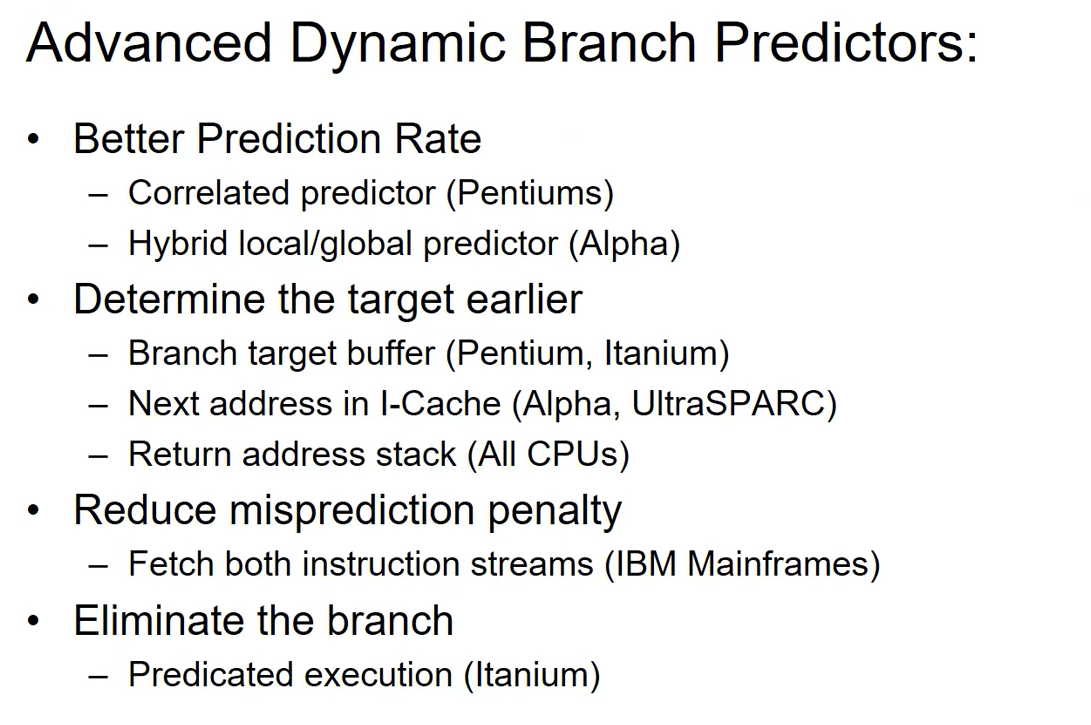 Advanced Dynamic Branch Predictors:
• Better Prediction Rate
– Correlated predictor (Pentiums)
– Hybrid local/global predictor (Alpha)
• Determine the target earlier
– Branch target buffer (Pentium, Itanium)
– Next address in I-Cache (Alpha, UltraSPARC)
– Return address stack (All CPUs)
• Reduce misprediction penalty
– Fetch both instruction streams (IBM Mainframes)
• Eliminate the branch
– Predicated execution (Itanium)